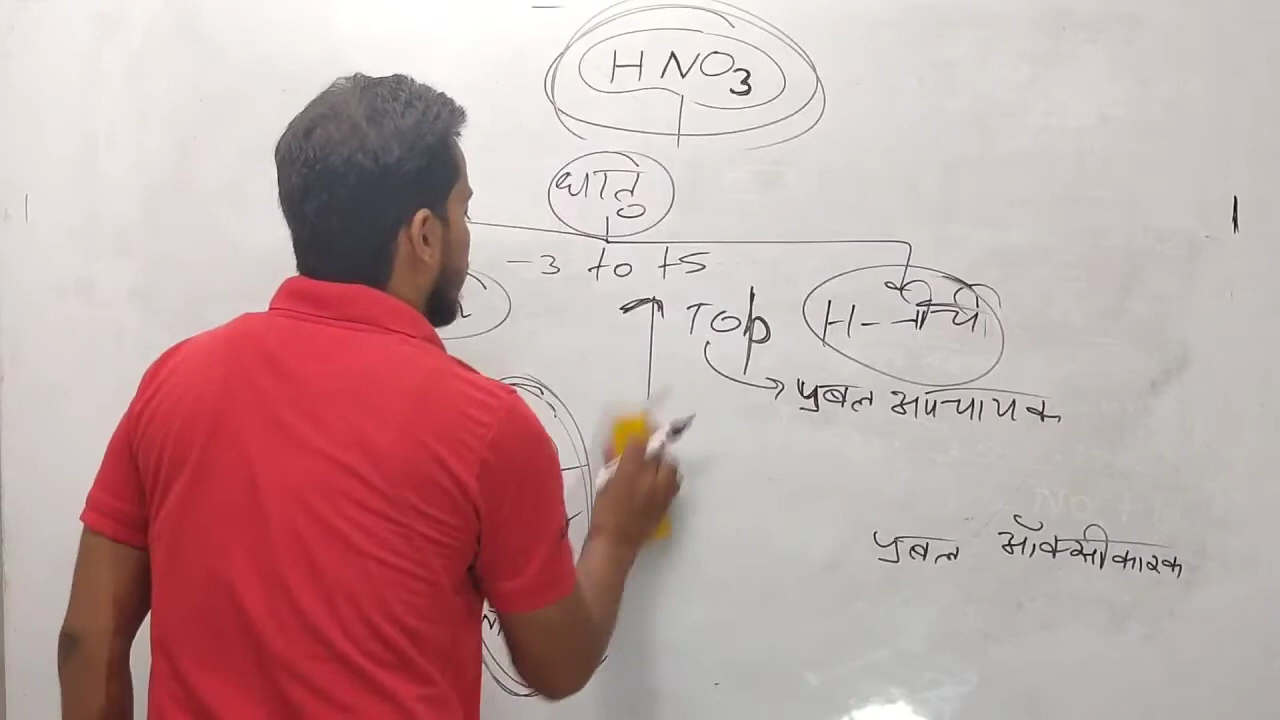 HNO3
धातु
-3 to +5
Top
H- नीची
प्रबल अपचायक
प्रबल ऑक्सीकारक